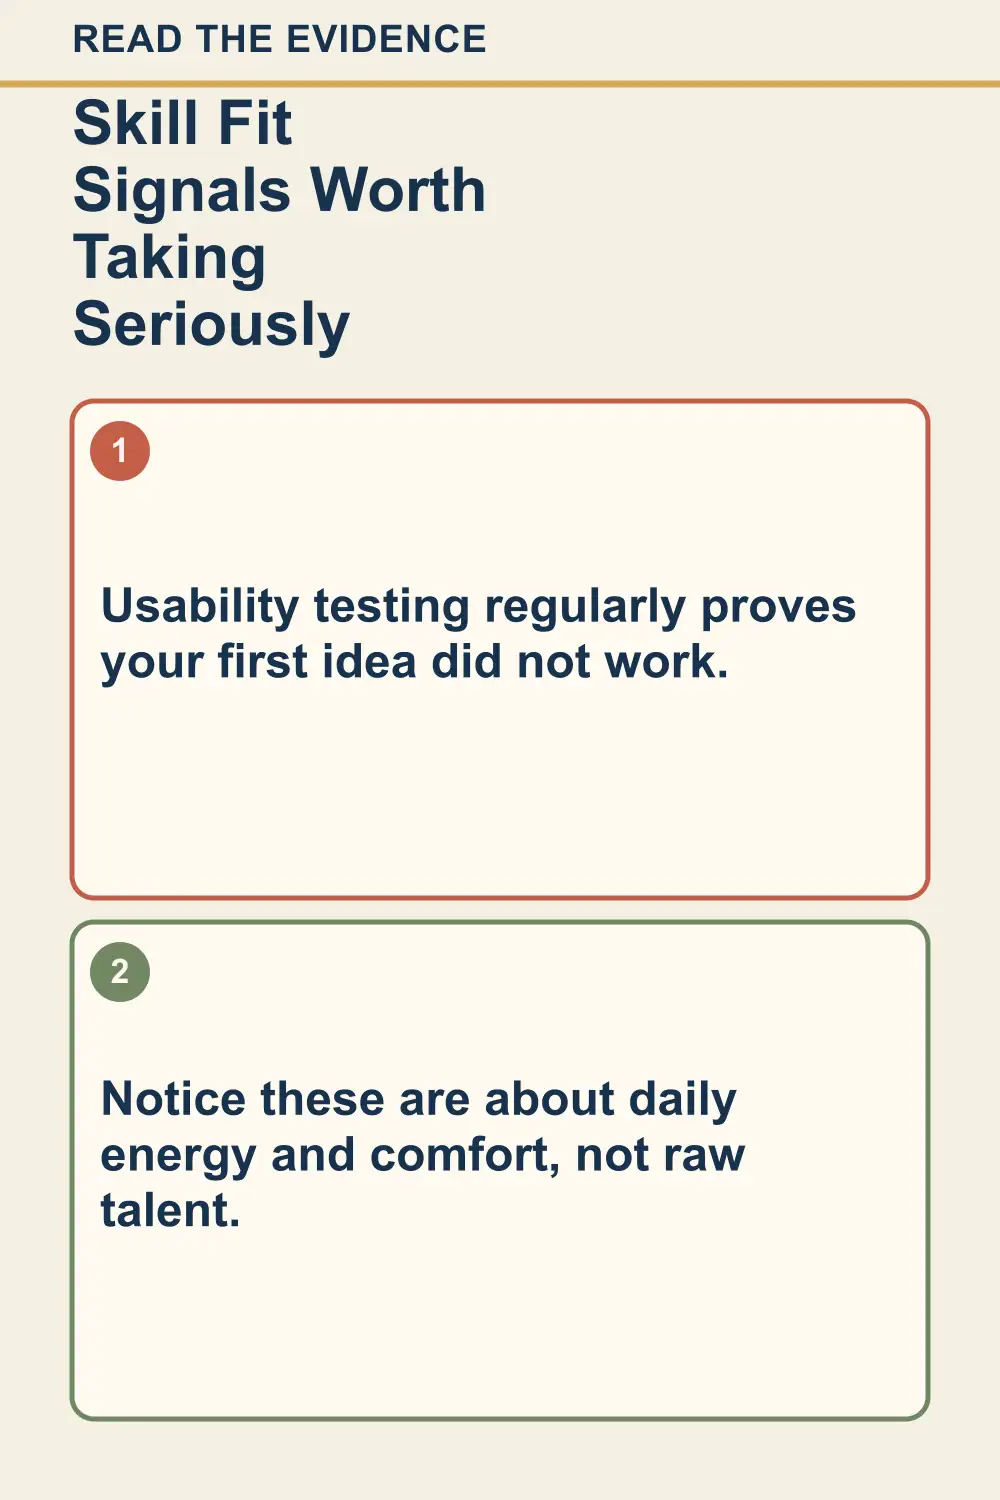 READ THE EVIDENCE
Skill Fit
Signals Worth
Taking
Seriously
1
Usability testing regularly proves
your first idea did not work.
2
Notice these are about daily
energy and comfort, not raw
talent.